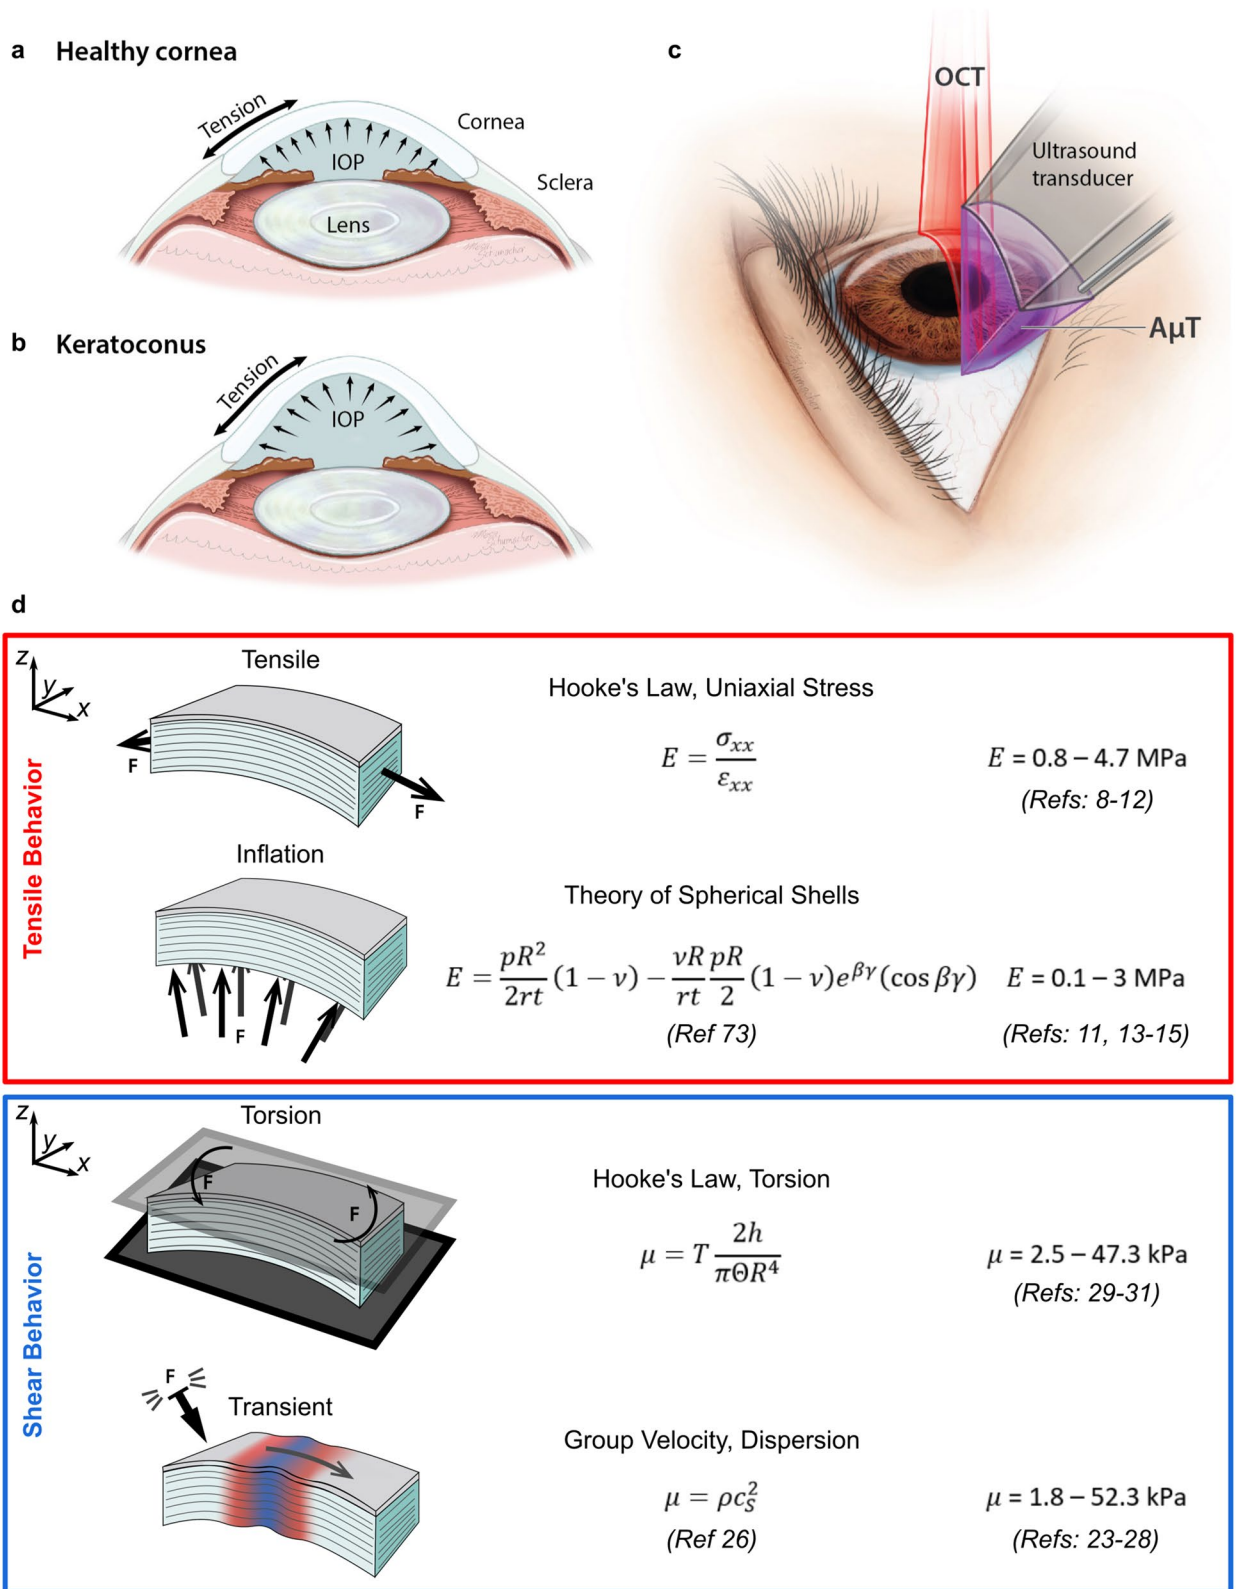 a Healthy cornea
Tension
IOP
Cornea
Sclera
Lens
b Keratoconus
Tension
IOP
c
OCT
Ultrasound
transducer
AμT
d
Tensile Behavior
z
y
x
Tensile
F
F
Hooke's Law, Uniaxial Stress
E = σxx / εxx
E = 0.8 – 4.7 MPa
(Refs: 8-12)
Inflation
F
Theory of Spherical Shells
E = pR²/2rt (1 − ν) − νR/rt pR/2 (1 − ν)e^βγ (cos βγ)
(Ref 73)
E = 0.1 – 3 MPa
(Refs: 11, 13-15)
Shear Behavior
z
y
x
Torsion
F
F
Hooke's Law, Torsion
μ = T 2h/πΘR⁴
μ = 2.5 – 47.3 kPa
(Refs: 29-31)
F
Transient
Group Velocity, Dispersion
μ = ρc_S²
(Ref 26)
μ = 1.8 – 52.3 kPa
(Refs: 23-28)